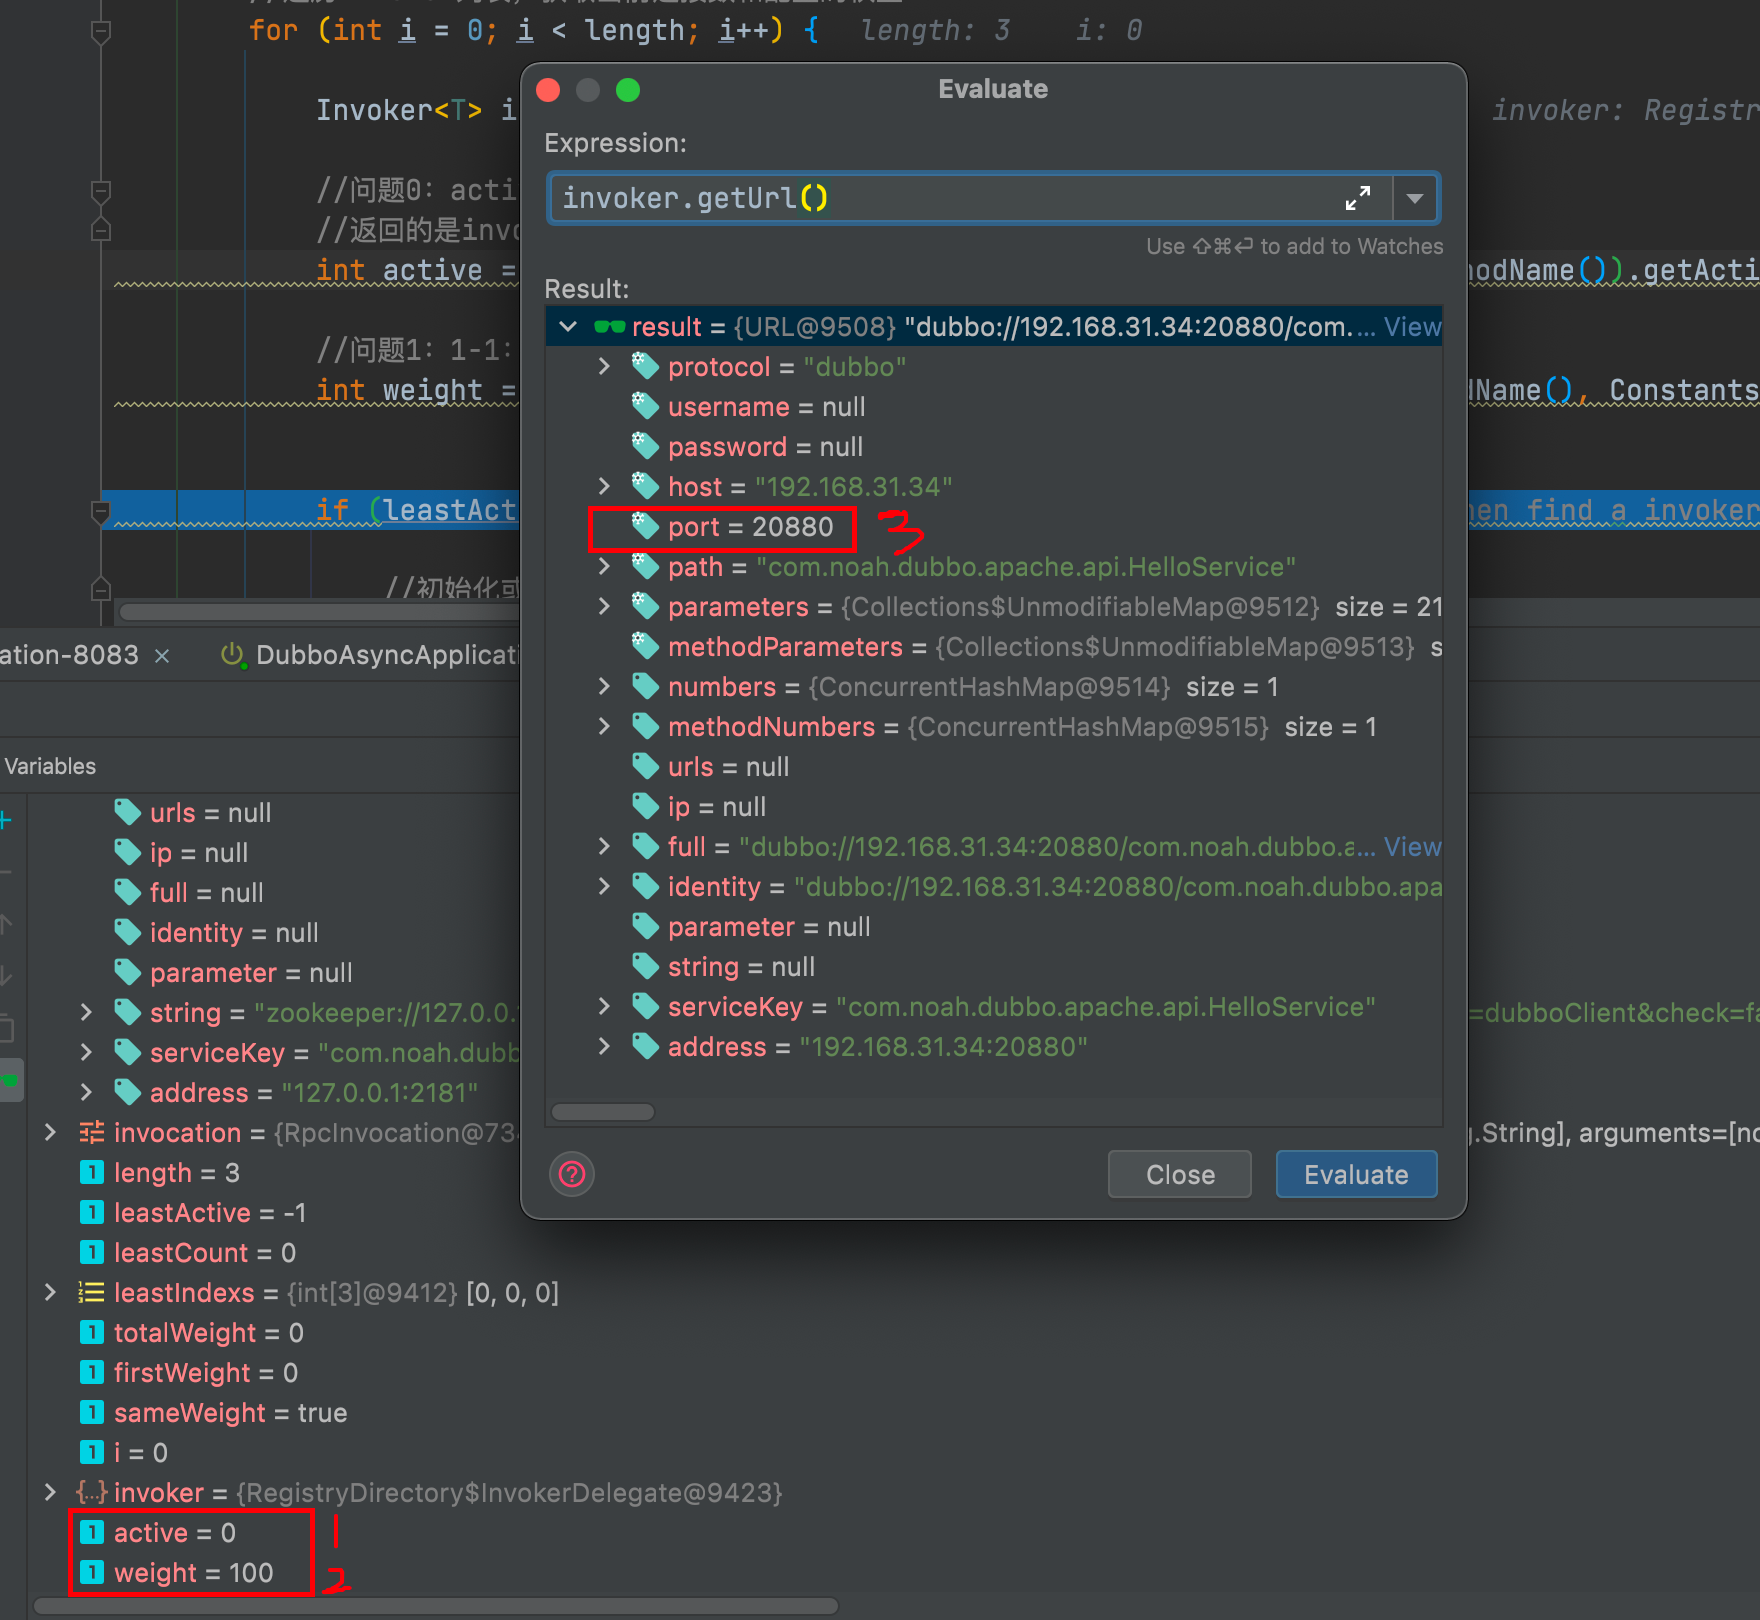 for (int i = 0; i < length; i++) { length: 3 i: 0
Invoker<T> i
invoker: Registr
//问题0: acti
//返回的是invo
int active =
nodName()).getActi
//问题1: 1-1:
int weight =
dName(), Constants
if (leastAct
hen find a invoker
//初始化或
Evaluate
Expression:
invoker.getUrl()
Use ⇧⌘⏎ to add to Watches
Result:
result = {URL@9508} "dubbo://192.168.31.34:20880/com.... View
protocol = "dubbo"
username = null
password = null
host = "192.168.31.34"
port = 20880
3
path = "com.noah.dubbo.apache.api.HelloService"
parameters = {Collections$UnmodifiableMap@9512} size = 21
methodParameters = {Collections$UnmodifiableMap@9513} s
numbers = {ConcurrentHashMap@9514} size = 1
methodNumbers = {ConcurrentHashMap@9515} size = 1
urls = null
ip = null
full = "dubbo://192.168.31.34:20880/com.noah.dubbo.a... View
identity = "dubbo://192.168.31.34:20880/com.noah.dubbo.apa
parameter = null
string = null
serviceKey = "com.noah.dubbo.apache.api.HelloService"
address = "192.168.31.34:20880"
Close
Evaluate
ation-8083
DubboAsyncApplicati
Variables
urls = null
ip = null
full = null
identity = null
parameter = null
string = "zookeeper://127.0.0.1
=dubboClient&check=fa
serviceKey = "com.noah.dubb
address = "127.0.0.1:2181"
invocation = {RpcInvocation@734
g.String], arguments=[no
length = 3
leastActive = -1
leastCount = 0
leastIndexs = {int[3]@9412} [0, 0, 0]
totalWeight = 0
firstWeight = 0
sameWeight = true
i = 0
invoker = {RegistryDirectory$InvokerDelegate@9423}
active = 0
1
weight = 100
2